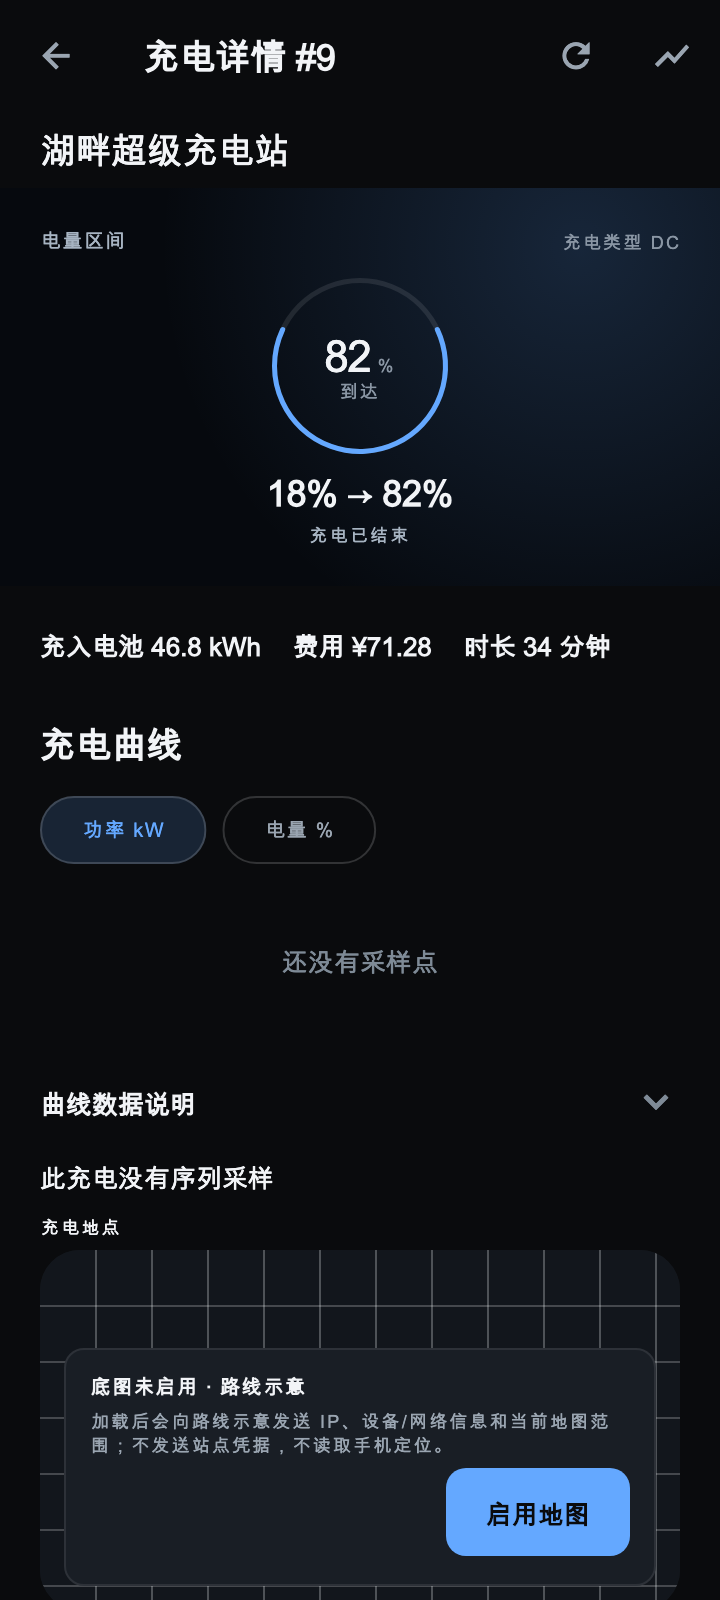 充电详情 #9
湖畔超级充电站
电量区间
充电类型 DC
82 %
到达
18% → 82%
充电已结束
充入电池 46.8 kWh 费用 ¥71.28 时长 34 分钟
充电曲线
功率 kW
电量 %
还没有采样点
曲线数据说明
此充电没有序列采样
充电地点
底图未启用 · 路线示意
加载后会向路线示意发送 IP、设备/网络信息和当前地图范
围；不发送站点凭据，不读取手机定位。
启用地图